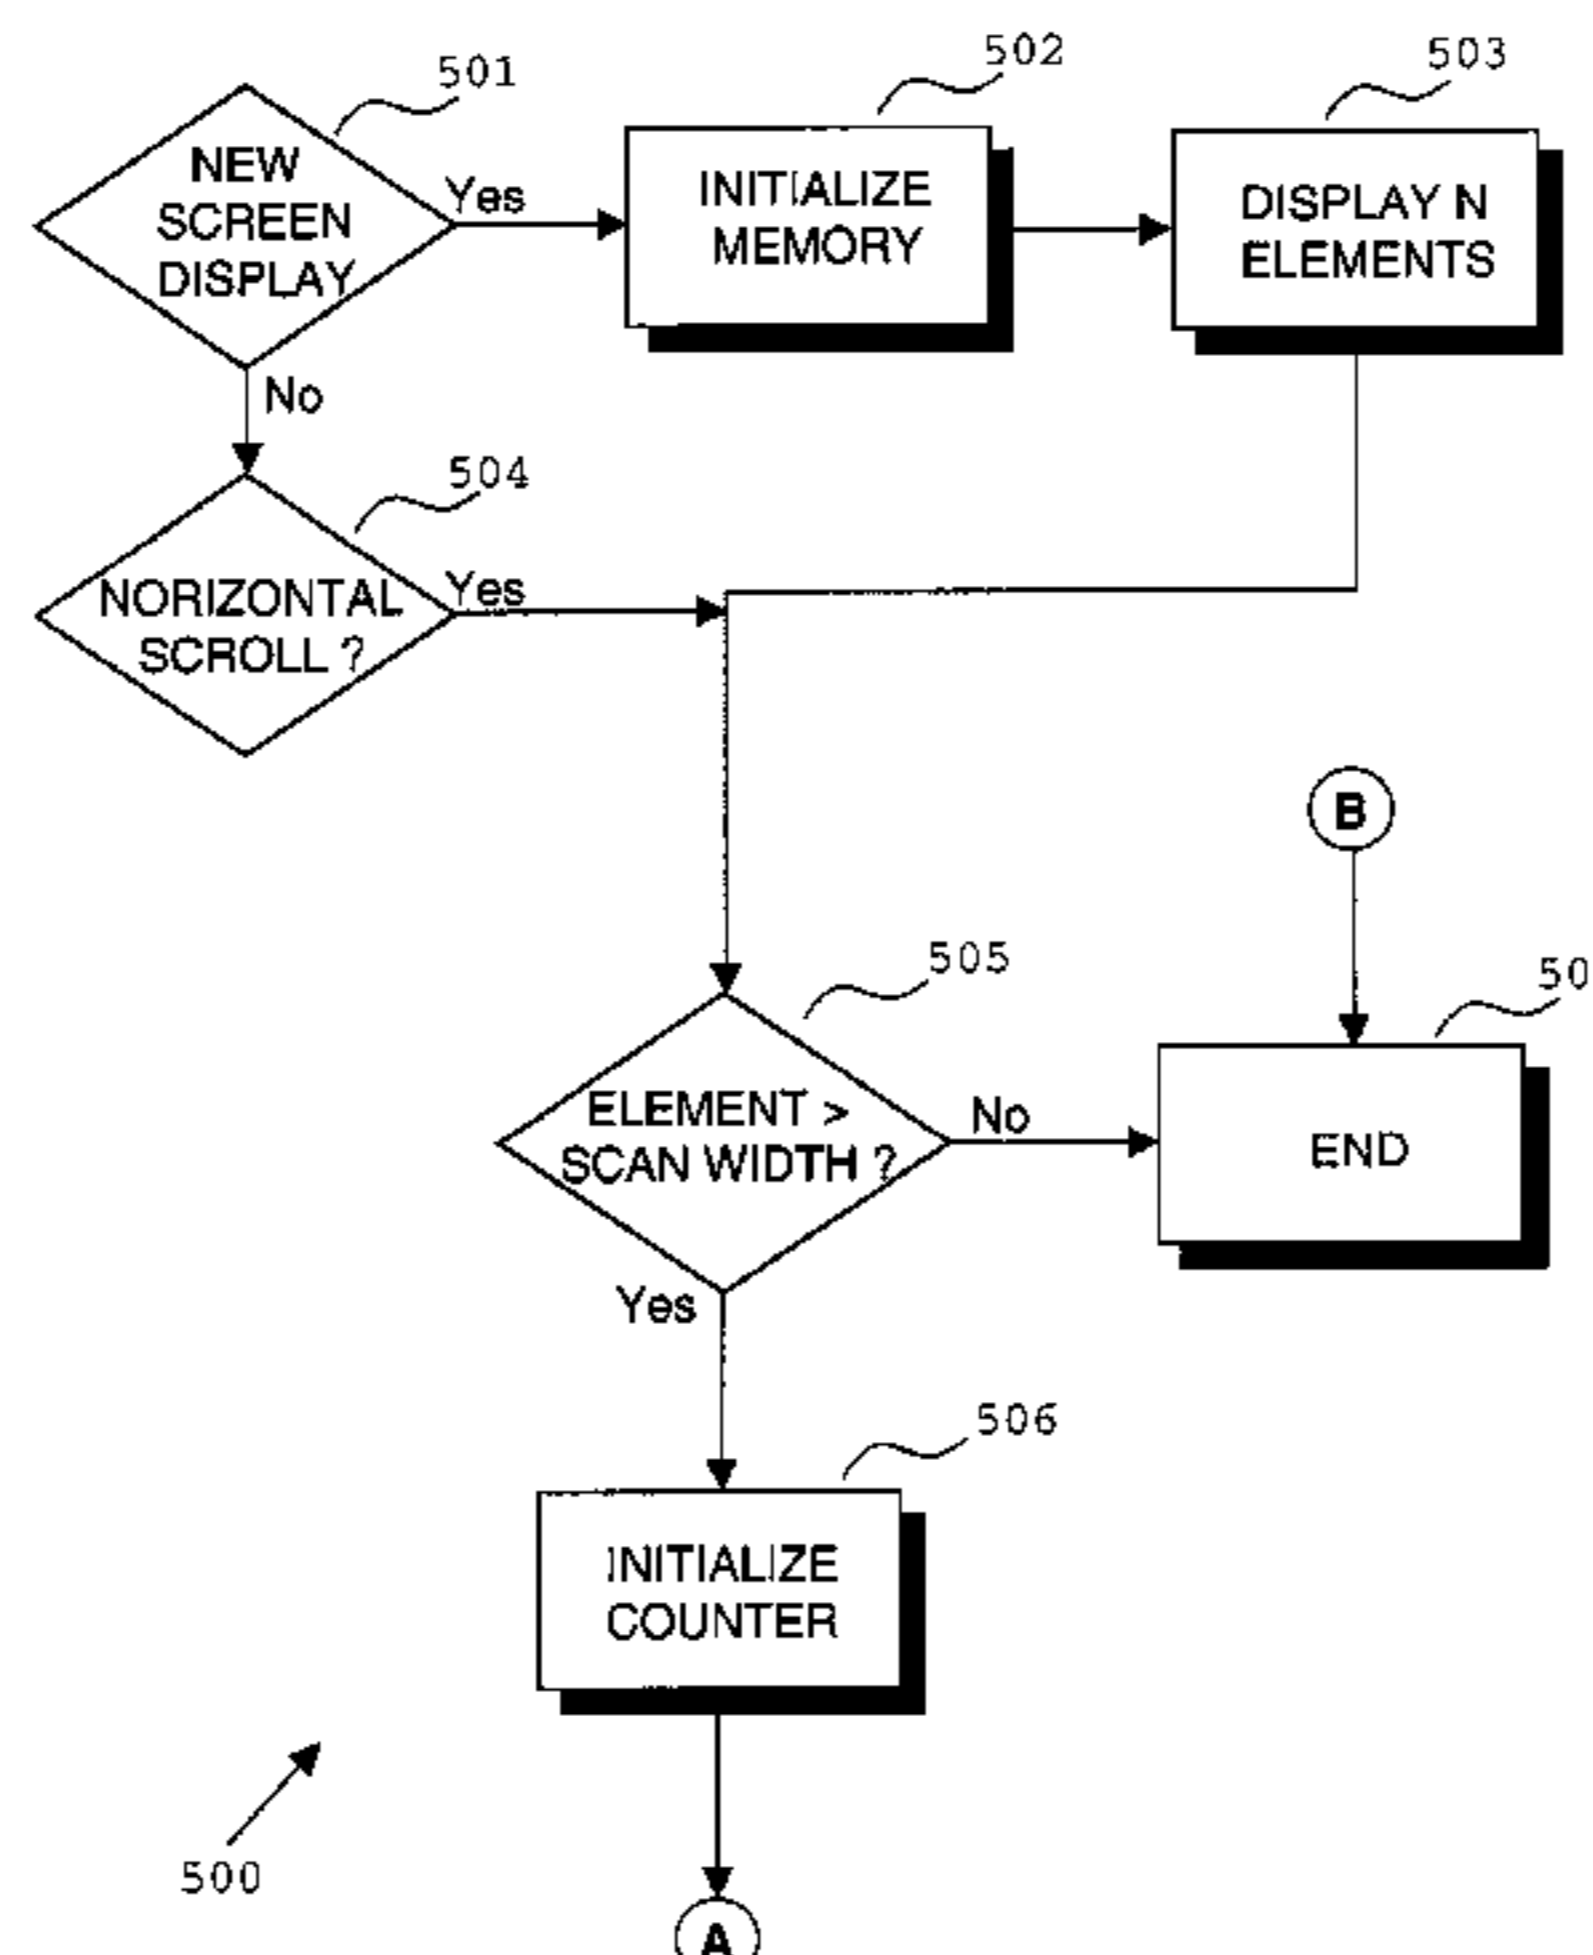 501
502
503
NEW
SCREEN
DISPLAY
Yes
INITIALIZE
MEMORY
DISPLAY N
ELEMENTS
No
504
NORIZONTAL
SCROLL ?
Yes
B
505
50
ELEMENT >
SCAN WIDTH ?
No
END
Yes
506
INITIALIZE
COUNTER
500
A